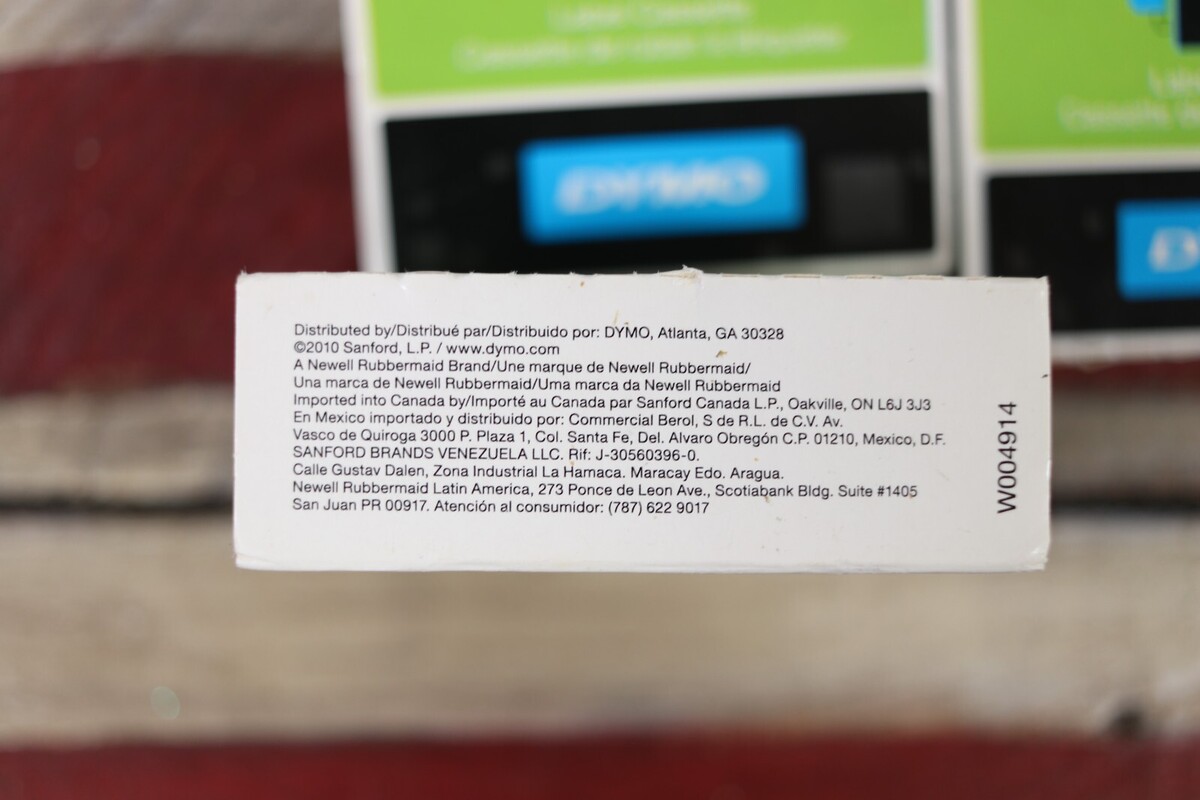 Label Cassette
DYMO
Distributed by/Distribué par/Distribuido por: DYMO, Atlanta, GA 30328
©2010 Sanford, L.P. / www.dymo.com
A Newell Rubbermaid Brand/Une marque de Newell Rubbermaid/
Una marca de Newell Rubbermaid/Uma marca da Newell Rubbermaid
Imported into Canada by/Importé au Canada par Sanford Canada L.P., Oakville, ON L6J 3J3
En Mexico importado y distribuido por: Commercial Berol, S de R.L. de C.V. Av.
Vasco de Quiroga 3000 P. Plaza 1, Col. Santa Fe, Del. Alvaro Obregón C.P. 01210, Mexico, D.F.
SANFORD BRANDS VENEZUELA LLC. Rif: J-30560396-0.
Calle Gustav Dalen, Zona Industrial La Hamaca. Maracay Edo. Aragua.
Newell Rubbermaid Latin America, 273 Ponce de Leon Ave., Scotiabank Bldg. Suite #1405
San Juan PR 00917. Atención al consumidor: (787) 622 9017
W004914